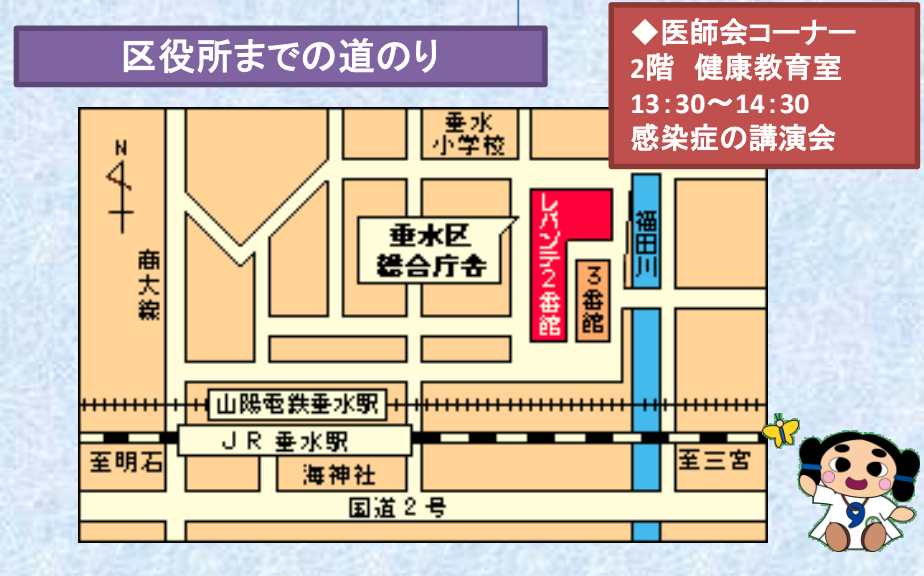 区役所までの道のり
◆医師会コーナー
2階　健康教育室
13：30～14：30
感染症の講演会
垂水
小学校
N
商大線
垂水区
総合庁舎
レバンテ2番館
3番館
福田川
山陽電鉄垂水駅
JR 垂水駅
至明石
海神社
至三宮
国道2号
9